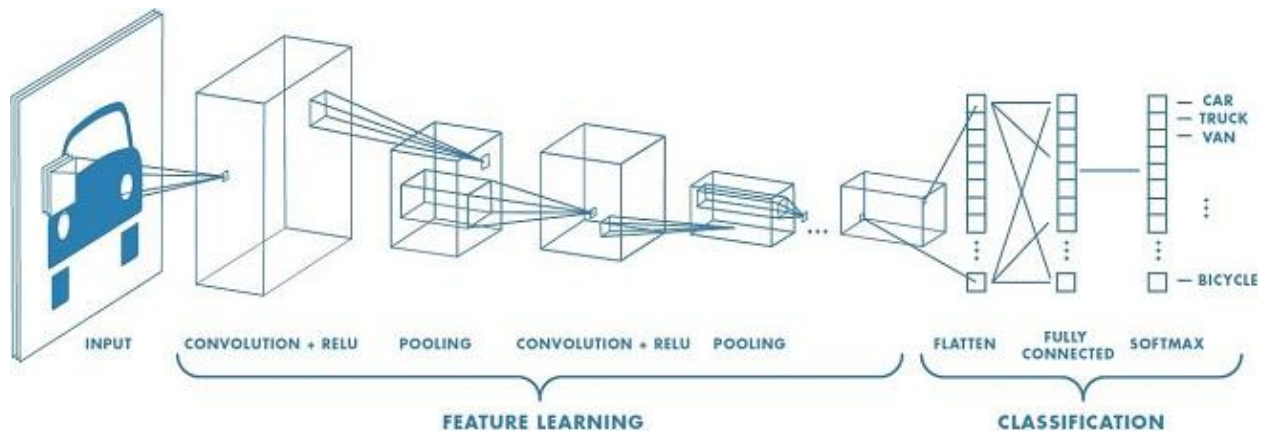 CAR
TRUCK
VAN
BICYCLE
INPUT
CONVOLUTION + RELU
POOLING
CONVOLUTION + RELU
POOLING
FLATTEN
FULLY
CONNECTED
SOFTMAX
FEATURE LEARNING
CLASSIFICATION